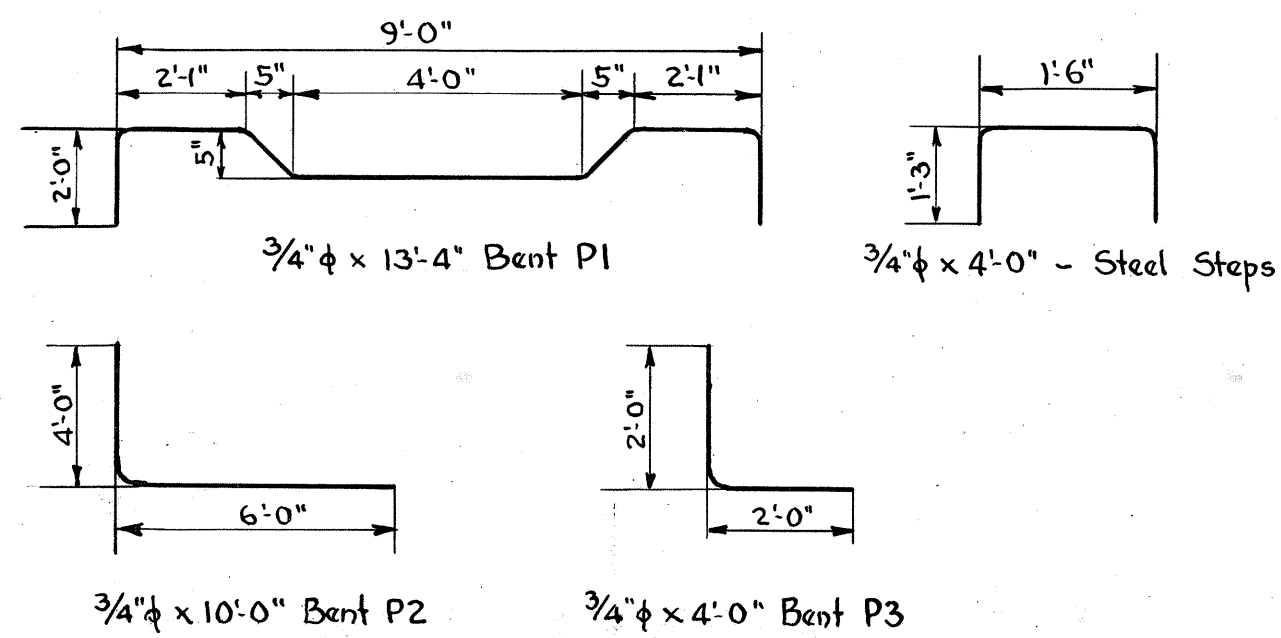 9'-0"
2'-1" 5" 4'-0" 5" 2'-1"
1'-6"
2'-0"
5"
1'-3"
3/4"ϕ x 13'-4" Bent P1
3/4"ϕ x 4'-0" - Steel Steps
4'-0"
6'-0"
2'-0"
2'-0"
3/4"ϕ x 10'-0" Bent P2
3/4"ϕ x 4'-0" Bent P3